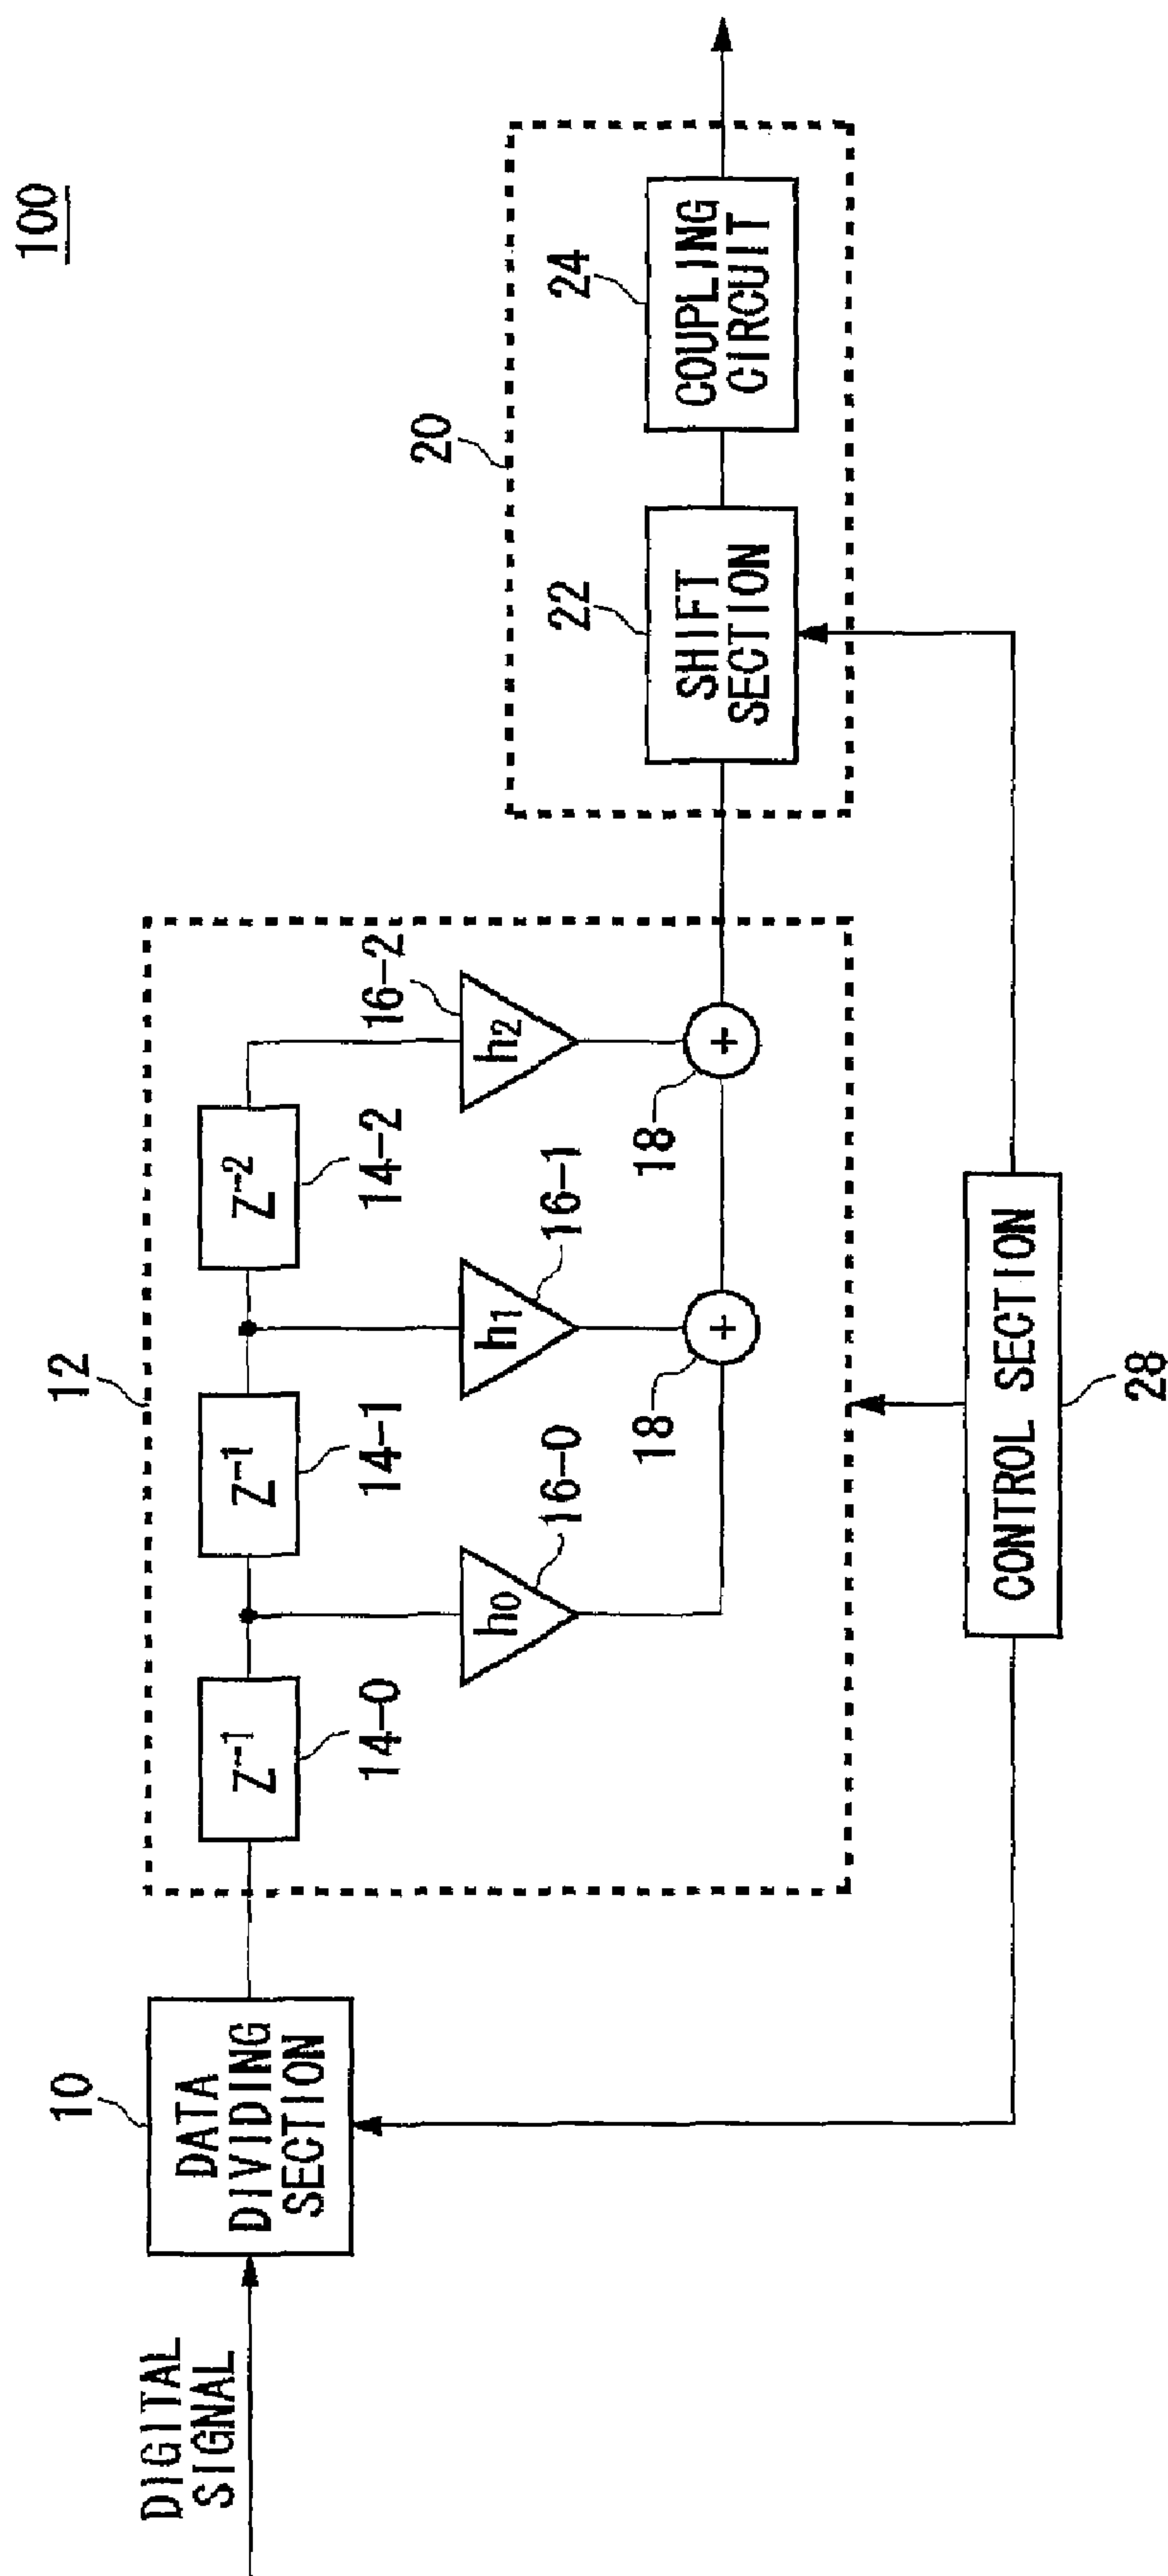 100
DIGITAL
SIGNAL
10
DATA
DIVIDING
SECTION
12
Z⁻¹
14-0
Z⁻¹
14-1
Z⁻²
14-2
h₀
16-0
h₁
16-1
h₂
16-2
18
+
18
+
20
22
SHIFT
SECTION
24
COUPLING
CIRCUIT
CONTROL SECTION
28